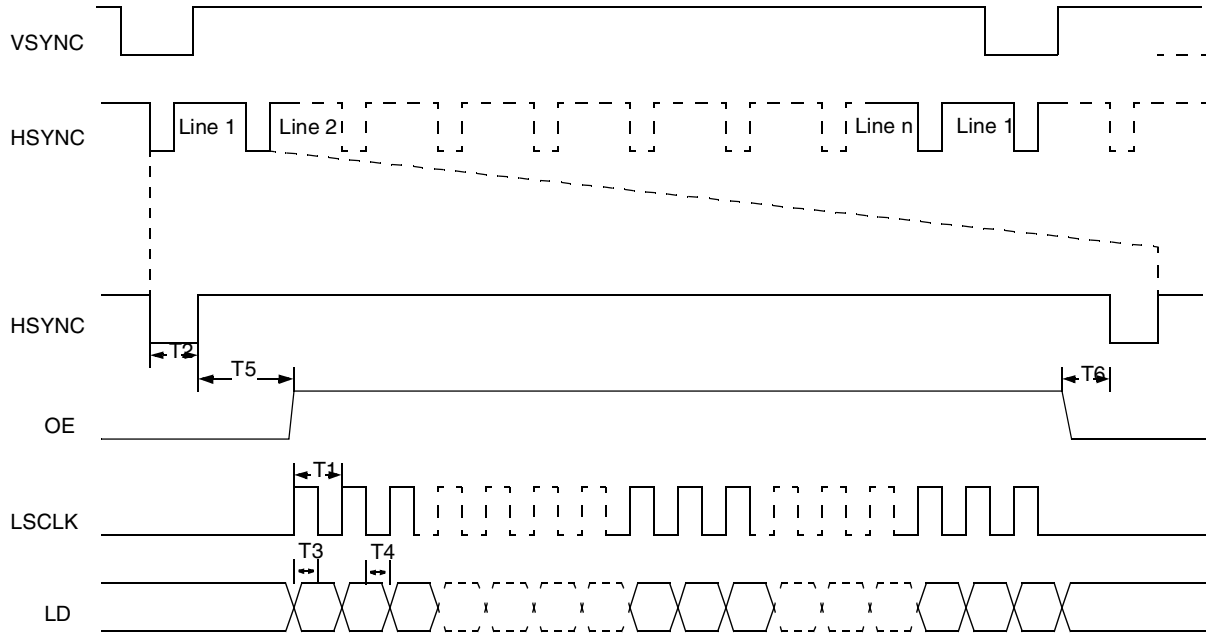 VSYNC
HSYNC
Line 1
Line 2
Line n
Line 1
HSYNC
T2
T5
T6
OE
T1
LSCLK
T3
T4
LD